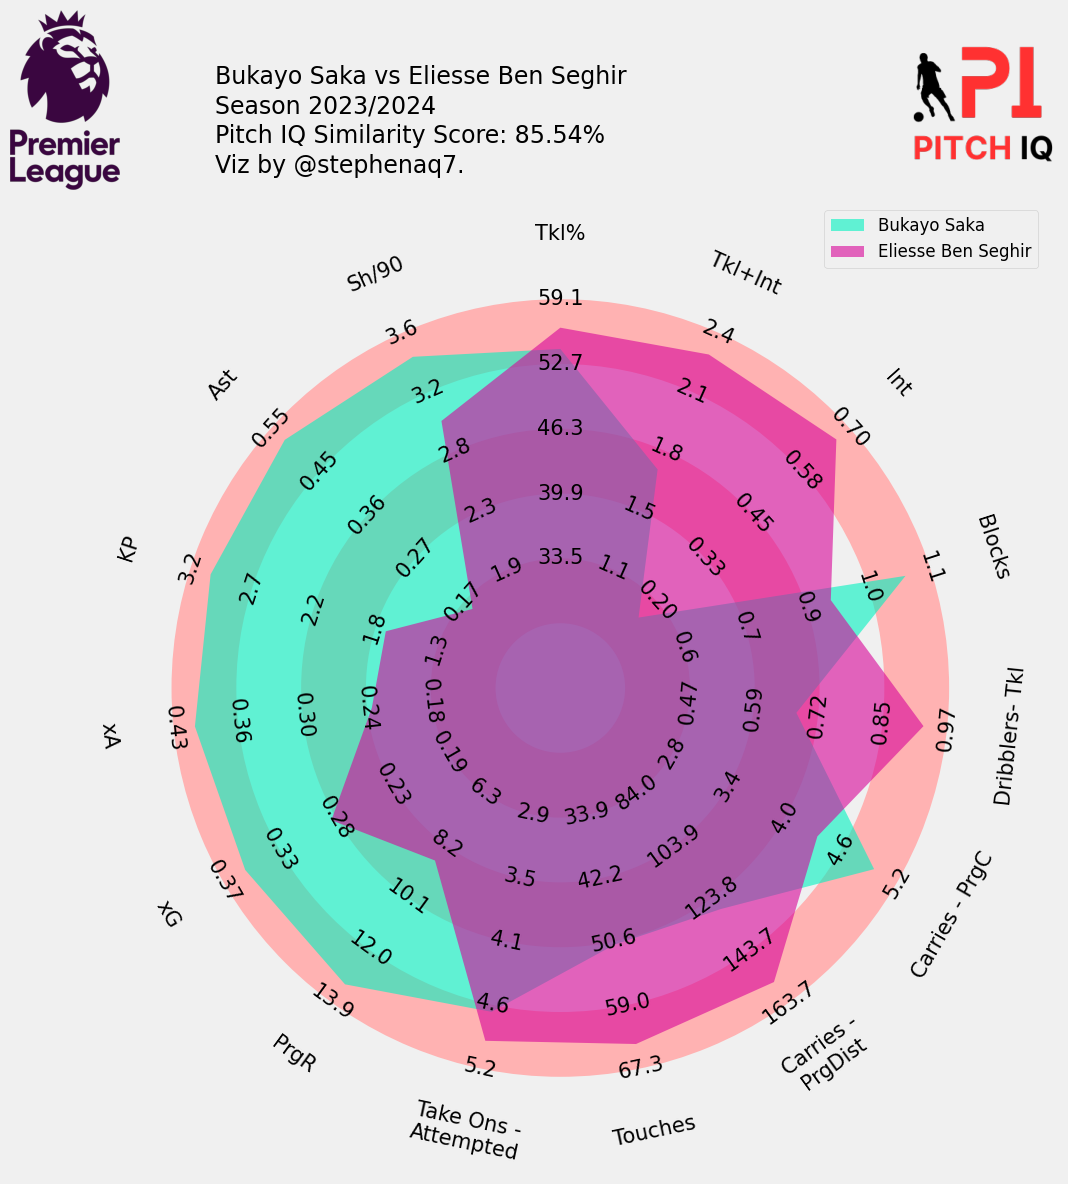 Premier
League
Bukayo Saka vs Eliesse Ben Seghir
Season 2023/2024
Pitch IQ Similarity Score: 85.54%
Viz by @stephenaq7.
PI
PITCH IQ
Bukayo Saka
Eliesse Ben Seghir
Tkl%
59.1
52.7
46.3
39.9
33.5
Tkl+Int
2.4
2.1
1.8
1.5
1.1
Int
0.70
0.58
0.45
0.33
0.20
Blocks
1.1
1.0
0.9
0.7
0.6
Dribblers- Tkl
0.97
0.85
0.72
0.59
0.47
Carries - PrgC
5.2
4.6
4.0
3.4
2.8
Carries -
PrgDist
163.7
143.7
123.8
103.9
84.0
Touches
67.3
59.0
50.6
42.2
33.9
Take Ons -
Attempted
5.2
4.6
4.1
3.5
2.9
PrgR
13.9
12.0
10.1
8.2
6.3
xG
0.37
0.33
0.28
0.23
0.19
xA
0.43
0.36
0.30
0.24
0.18
KP
3.2
2.7
2.2
1.8
1.3
Ast
0.55
0.45
0.36
0.27
0.17
Sh/90
3.6
3.2
2.8
2.3
1.9